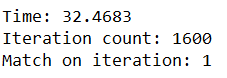 Time: 32.4683
Iteration count: 1600
Match on iteration: 1